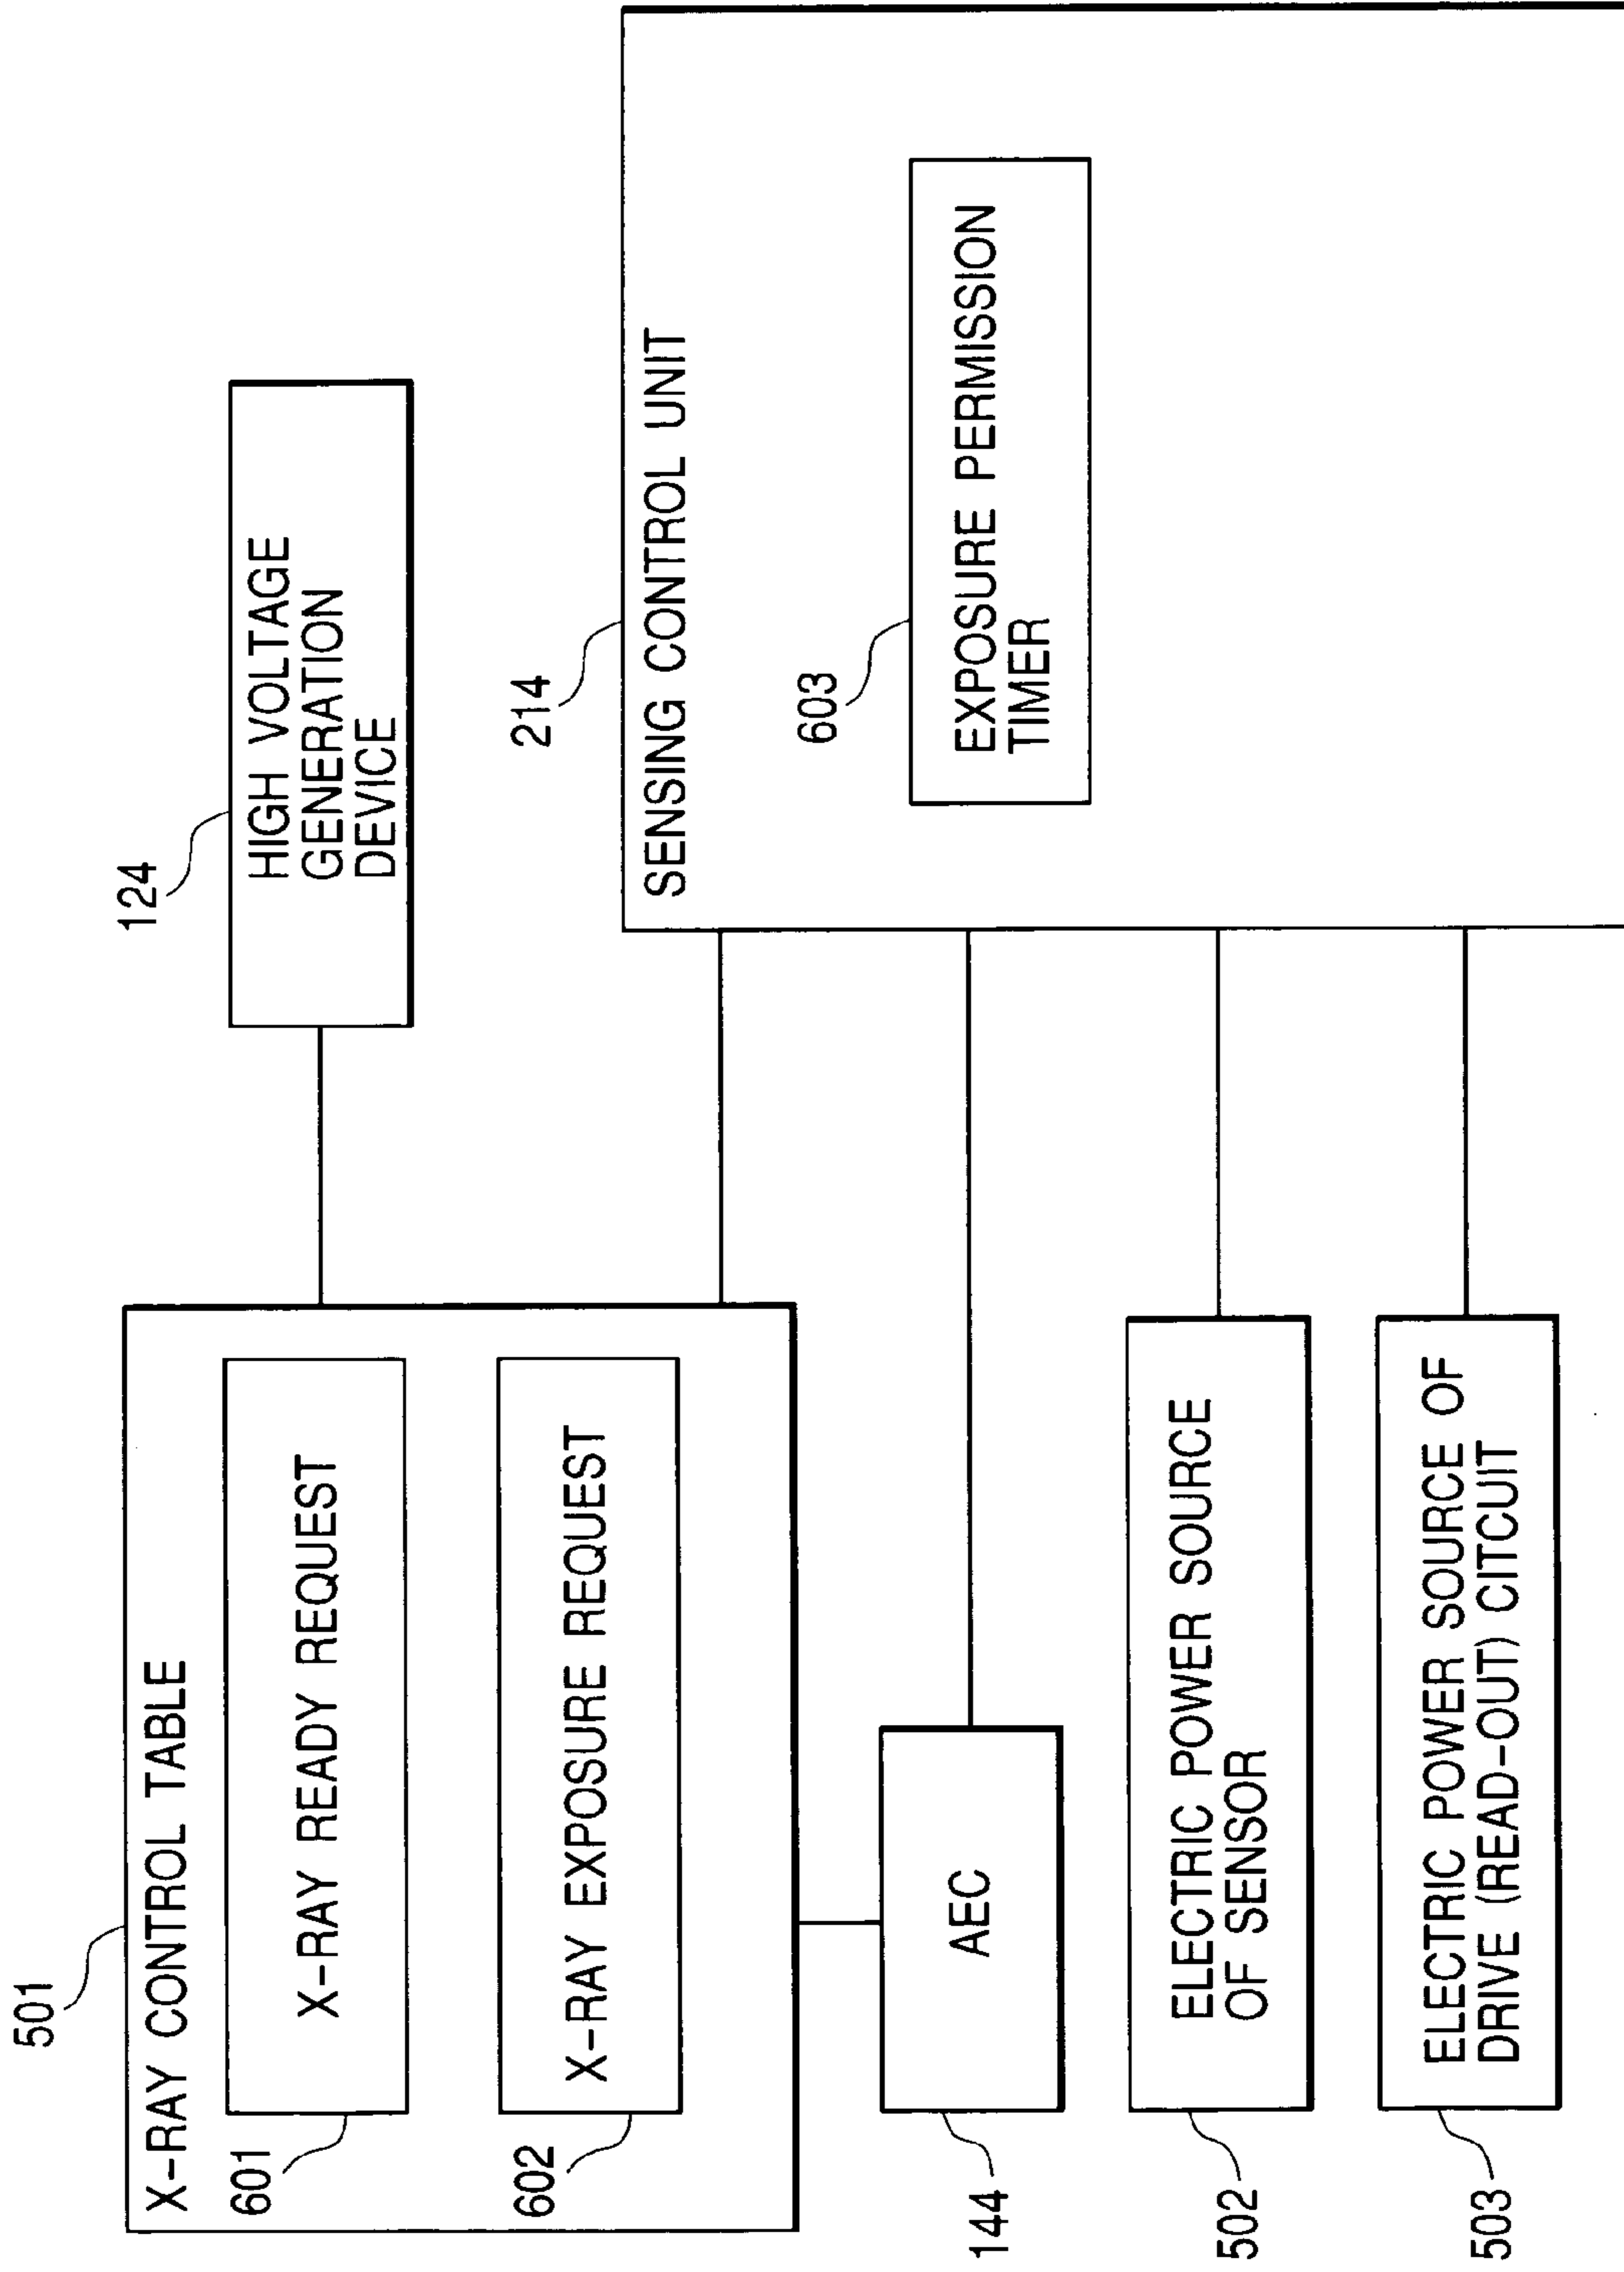 501
X-RAY CONTROL TABLE
601
X-RAY READY REQUEST
602
X-RAY EXPOSURE REQUEST
124
HIGH VOLTAGE
GENERATION
DEVICE
214
SENSING CONTROL UNIT
603
EXPOSURE PERMISSION
TIMER
144
AEC
502
ELECTRIC POWER SOURCE
OF SENSOR
503
ELECTRIC POWER SOURCE OF
DRIVE (READ-OUT) CITCUIT